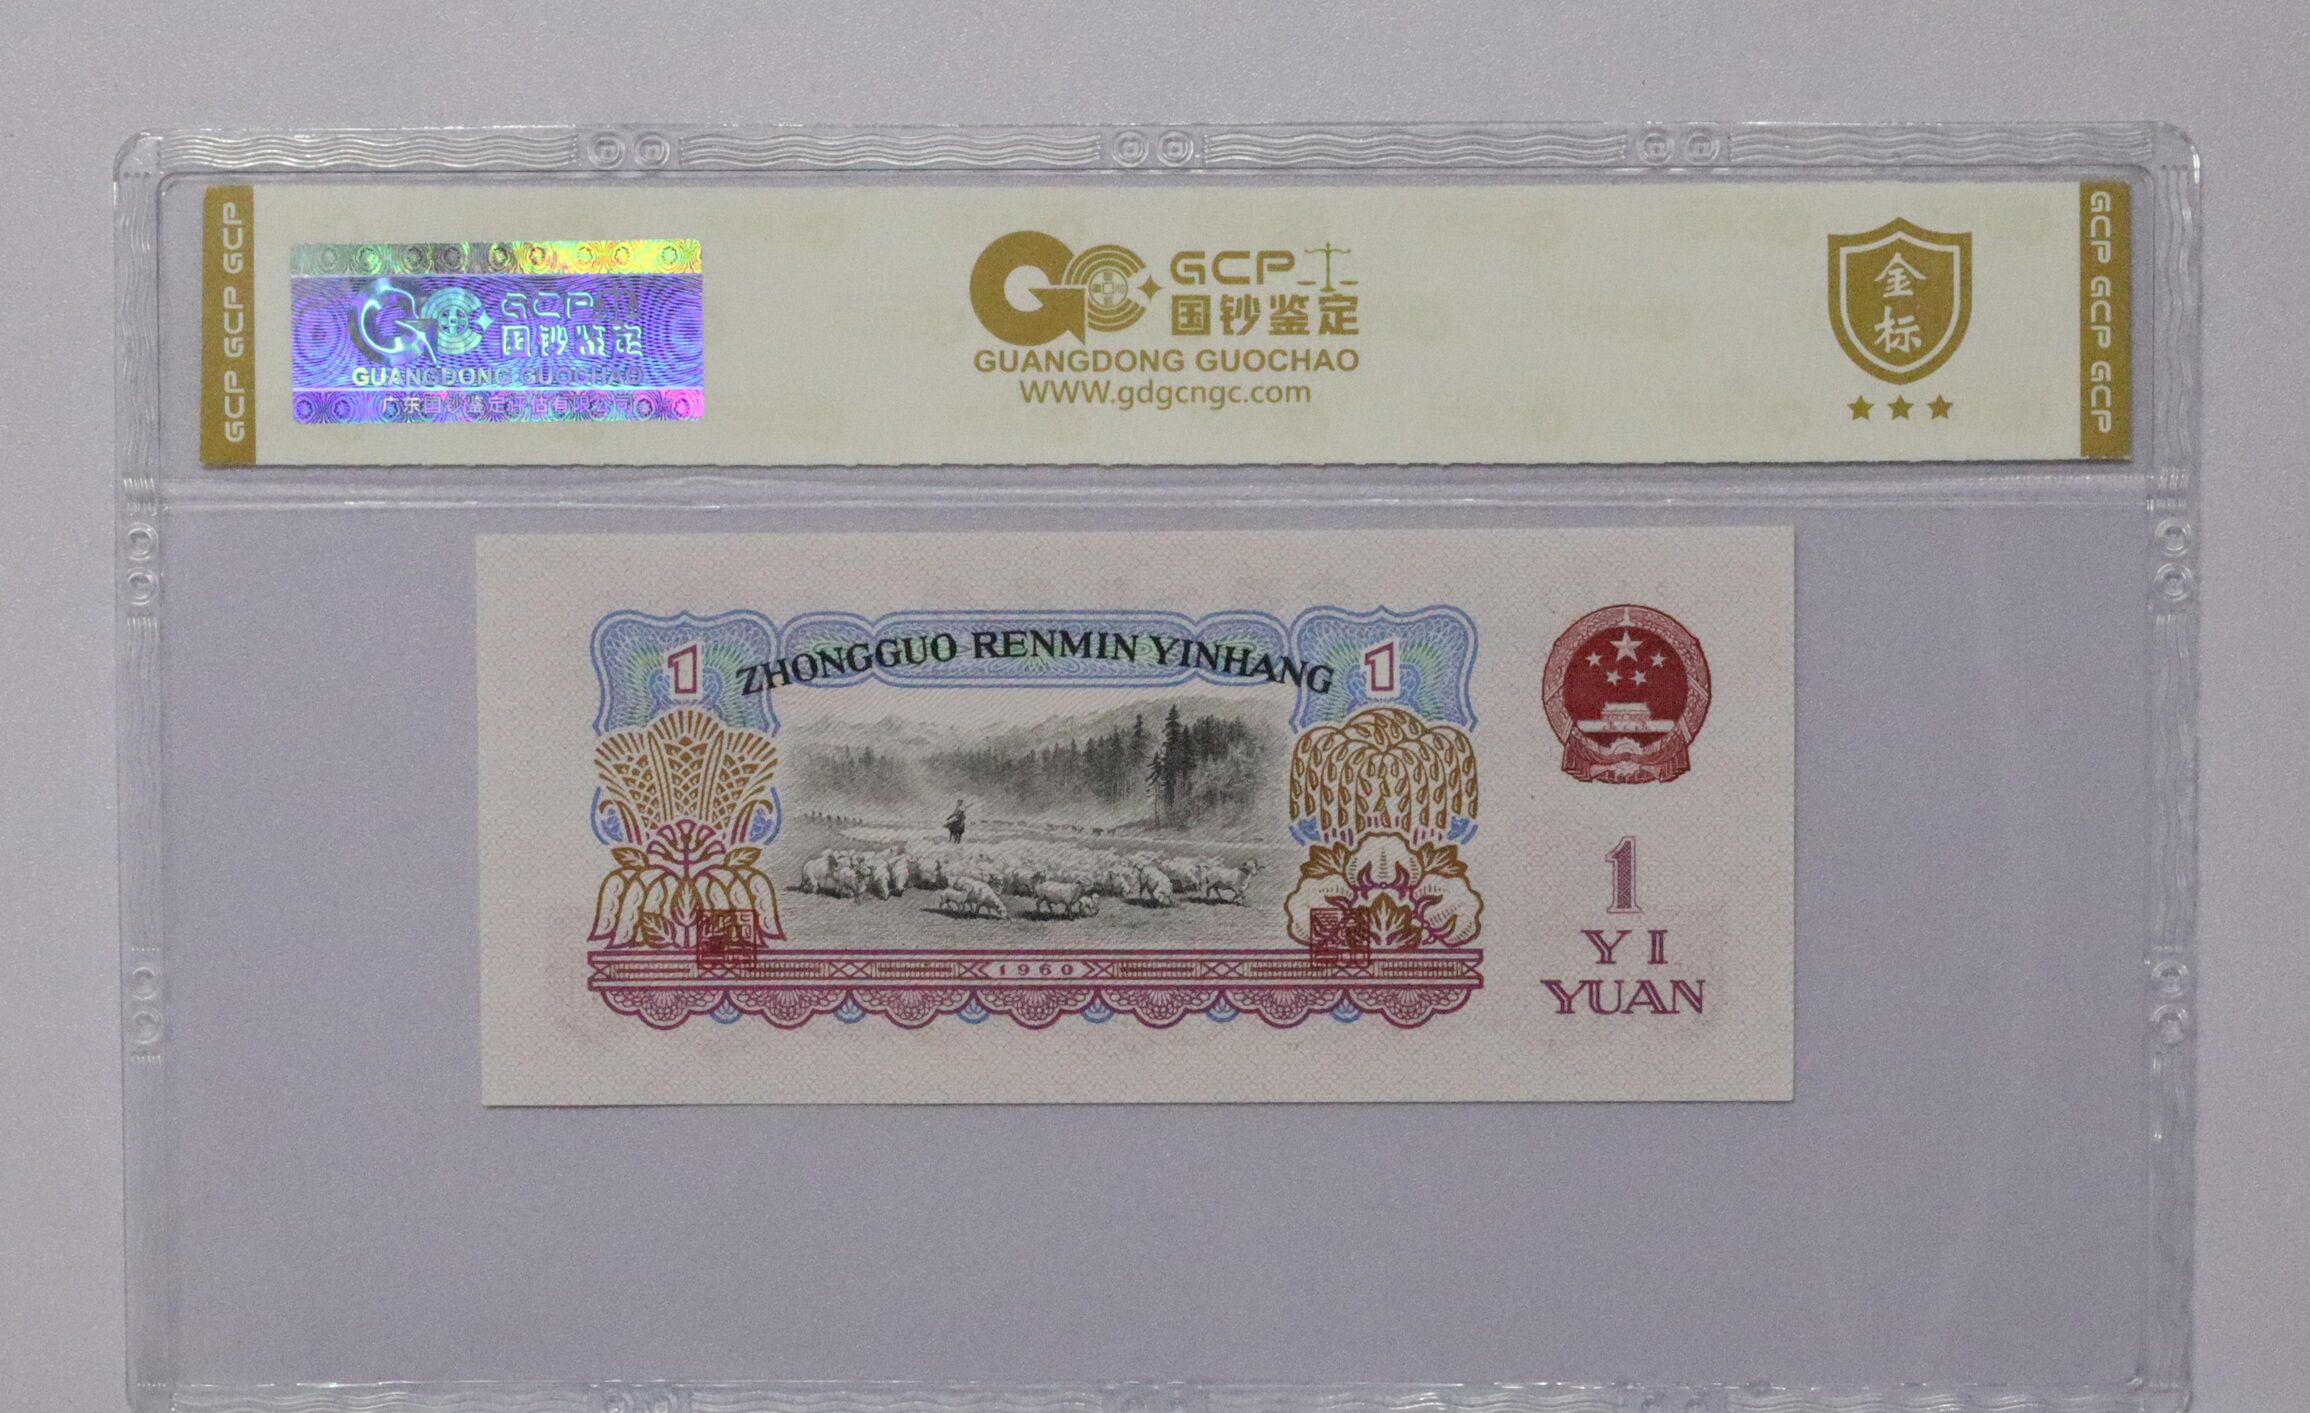 GCP GCP GCP
GCP
国钞鉴定
GUANGDONG GUOCHAO
广东国钞鉴定评估有限公司
GCP
国钞鉴定
GUANGDONG GUOCHAO
WWW.gdgcngc.com
金
标
GCP GCP GCP
1
ZHONGGUO RENMIN YINHANG
1
1960
1
YI
YUAN